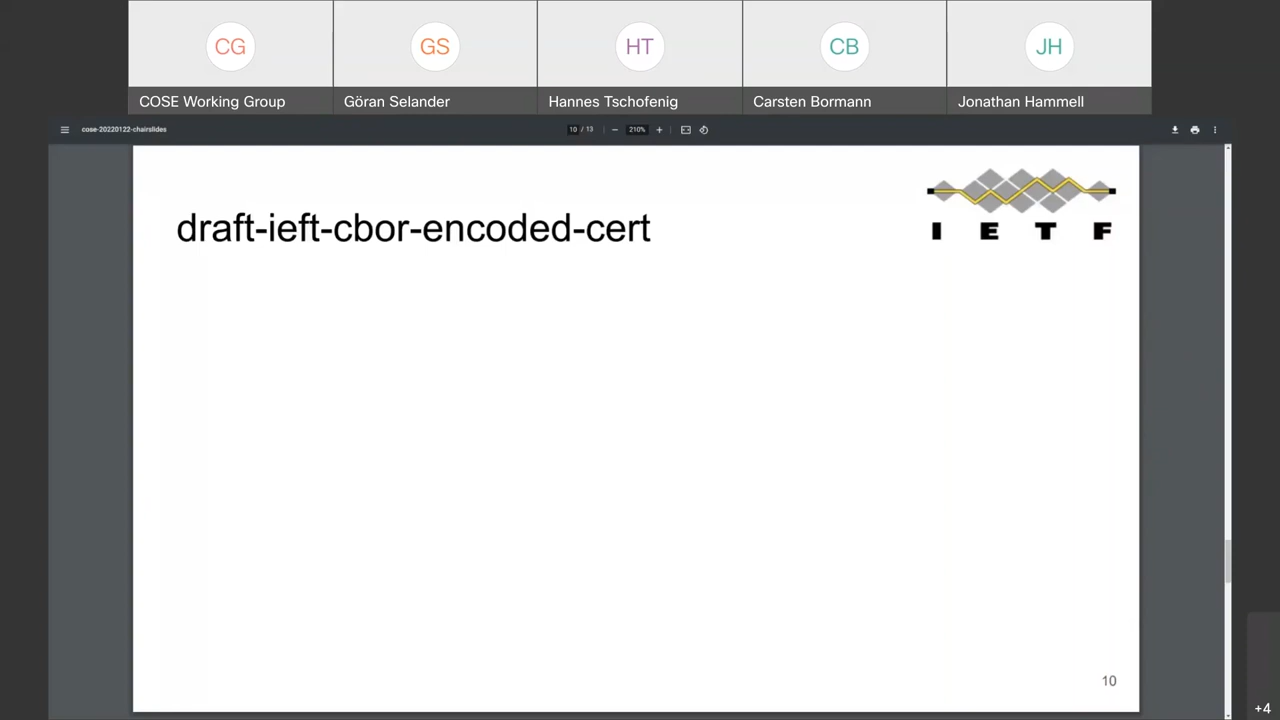 CG
GS
HT
CB
JH
COSE Working Group
Göran Selander
Hannes Tschofenig
Carsten Bormann
Jonathan Hammell
cose-20220122-chairslides
10 / 13
− 210% +
draft-ieft-cbor-encoded-cert
I E T F
10
+4